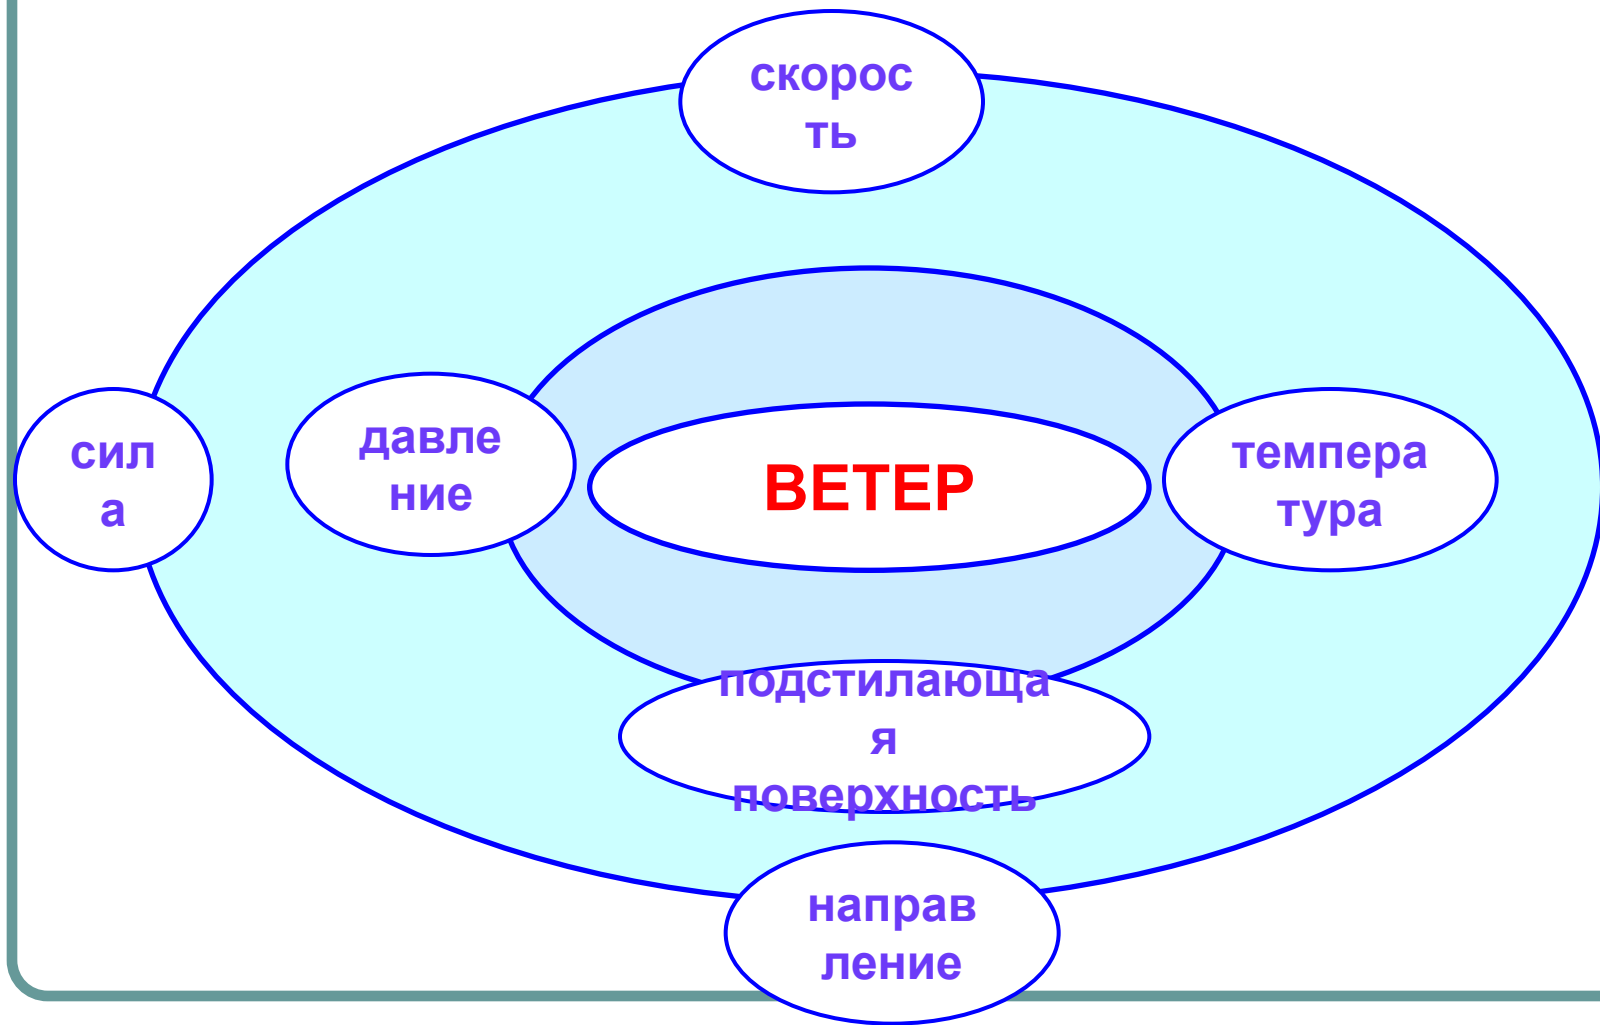 скорос
ть
сил
а
давле
ние
ВЕТЕР
темпера
тура
подстилающа
я
поверхность
направ
ление